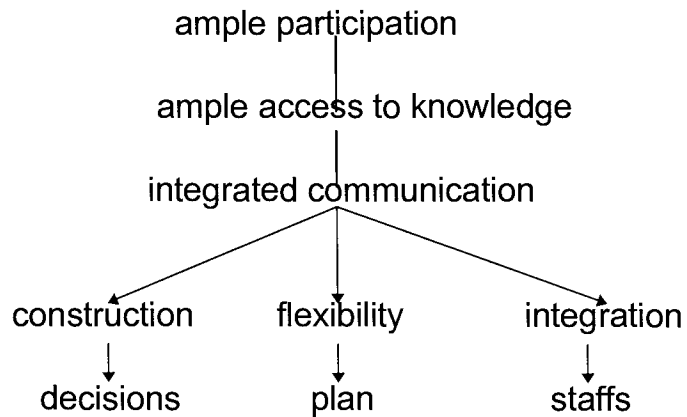 ample participation
ample access to knowledge
integrated communication
construction flexibility integration
decisions plan staffs